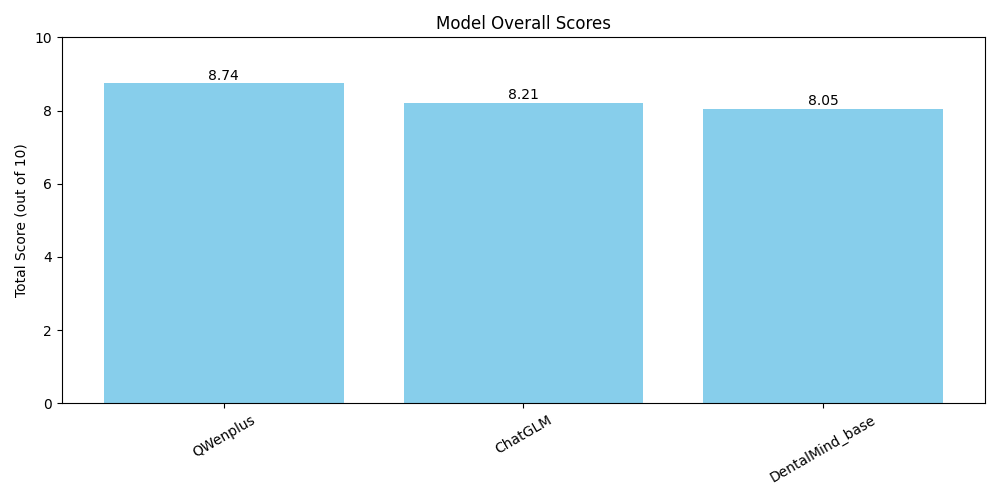 Model Overall Scores
Total Score (out of 10)
10
8
6
4
2
0
8.74
8.21
8.05
QWenplus
ChatGLM
DentalMind_base